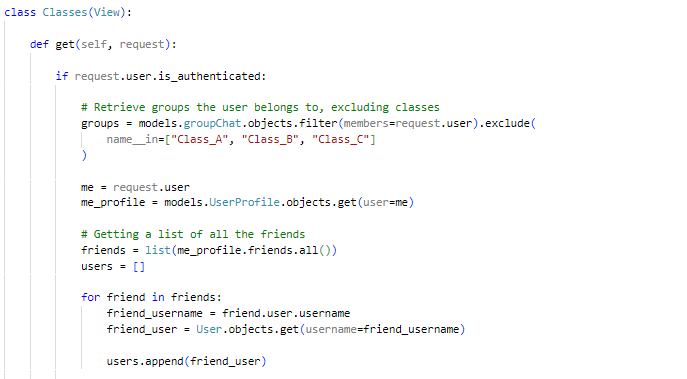 class Classes(View):
def get(self, request):
if request.user.is_authenticated:
# Retrieve groups the user belongs to, excluding classes
groups = models.groupChat.objects.filter(members=request.user).exclude(
name__in=["Class_A", "Class_B", "Class_C"]
)
me = request.user
me_profile = models.UserProfile.objects.get(user=me)
# Getting a list of all the friends
friends = list(me_profile.friends.all())
users = []
for friend in friends:
friend_username = friend.user.username
friend_user = User.objects.get(username=friend_username)
users.append(friend_user)